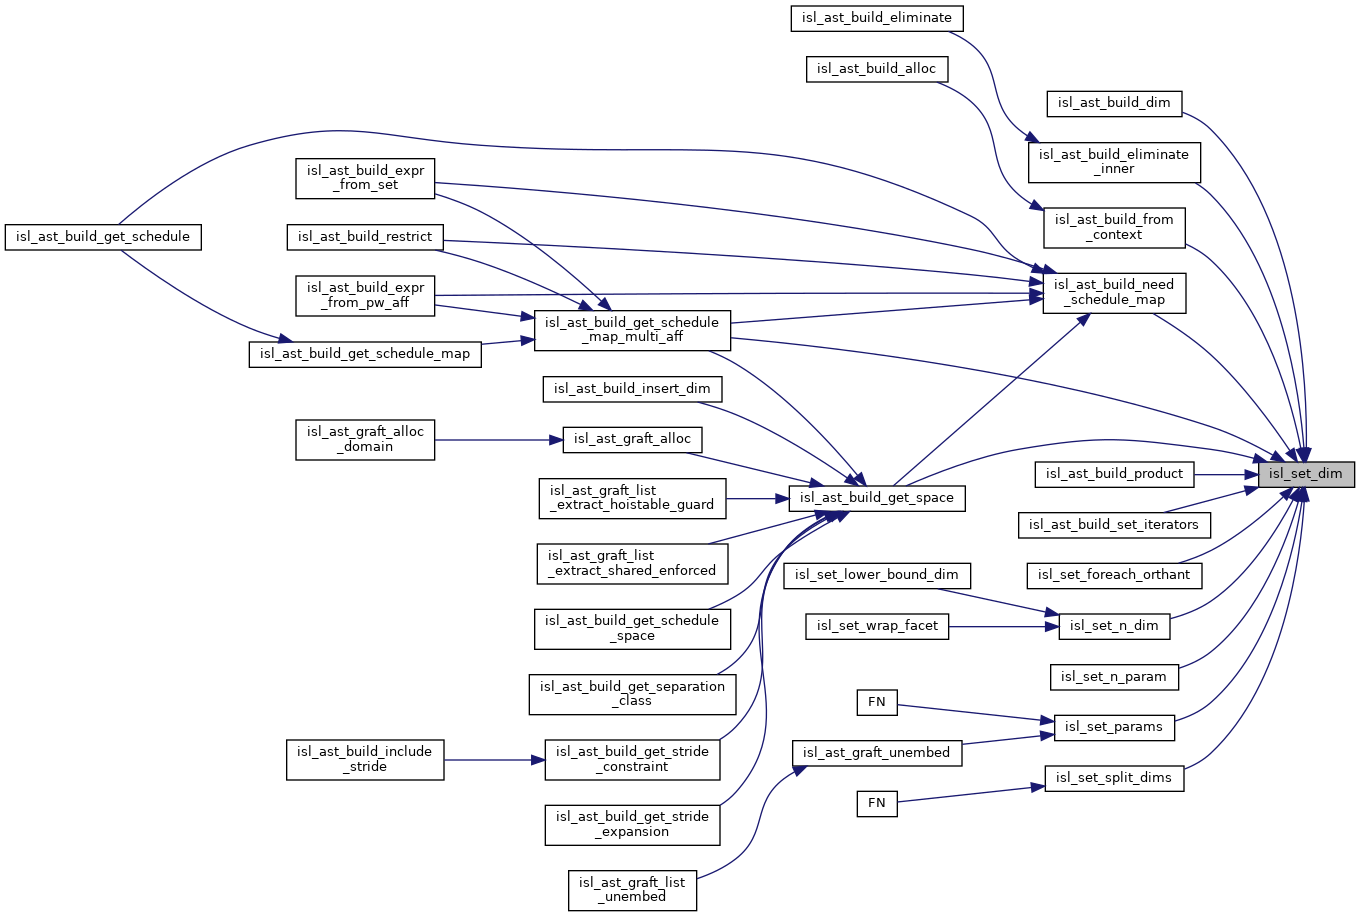 isl_ast_build_eliminate
isl_ast_build_alloc
isl_ast_build_dim
isl_ast_build_eliminate
_inner
isl_ast_build_expr
_from_set
isl_ast_build_from
_context
isl_ast_build_get_schedule
isl_ast_build_restrict
isl_ast_build_expr
_from_pw_aff
isl_ast_build_need
_schedule_map
isl_ast_build_get_schedule
_map_multi_aff
isl_ast_build_get_schedule_map
isl_ast_build_insert_dim
isl_ast_graft_alloc
_domain
isl_ast_graft_alloc
isl_ast_build_product
isl_set_dim
isl_ast_graft_list
_extract_hoistable_guard
isl_ast_build_get_space
isl_ast_build_set_iterators
isl_ast_graft_list
_extract_shared_enforced
isl_set_lower_bound_dim
isl_set_foreach_orthant
isl_ast_build_get_schedule
_space
isl_set_wrap_facet
isl_set_n_dim
isl_ast_build_get_separation
_class
isl_set_n_param
FN
isl_set_params
isl_ast_build_include
_stride
isl_ast_build_get_stride
_constraint
isl_ast_graft_unembed
isl_set_split_dims
FN
isl_ast_build_get_stride
_expansion
isl_ast_graft_list
_unembed